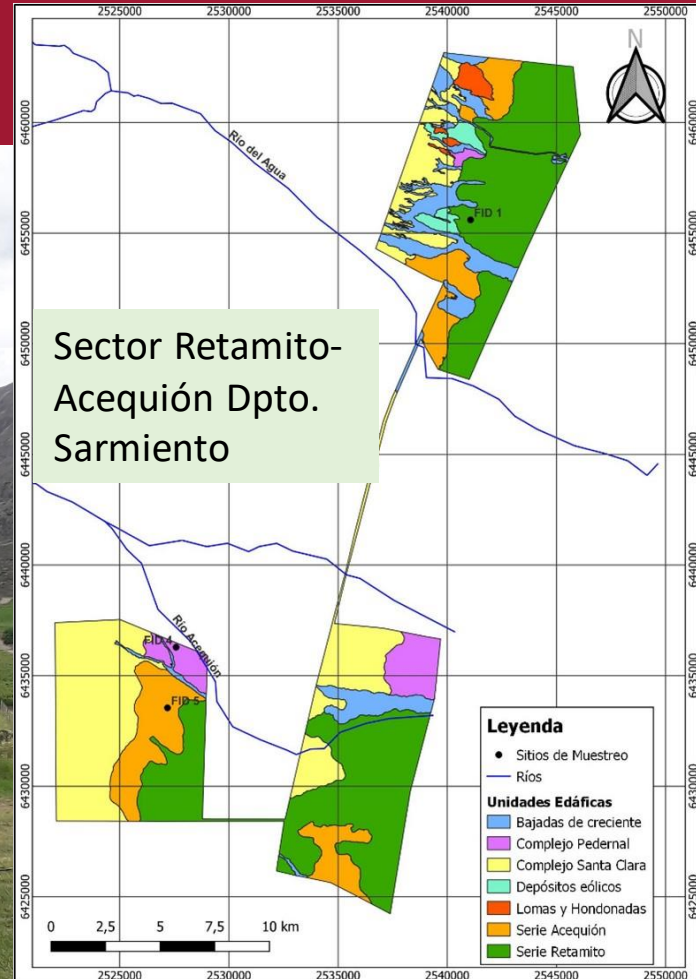 2525000 2530000 2535000 2540000 2545000 2550000
N
6460000 6460000
Río del Agua
6455000 6455000
FID 1
6450000 6450000
Sector Retamito-
Acequión Dpto.
Sarmiento
6445000 6445000
6440000 6440000
Río Acequión
FID 4
6435000 6435000
FID 5
6430000 6430000
6425000 6425000
Leyenda
Sitios de Muestreo
Ríos
Unidades Edáficas
Bajadas de creciente
Complejo Pedernal
Complejo Santa Clara
Depósitos eólicos
Lomas y Hondonadas
Serie Acequión
Serie Retamito
0 2,5 5 7,5 10 km
2525000 2530000 2535000 2540000 2545000 2550000